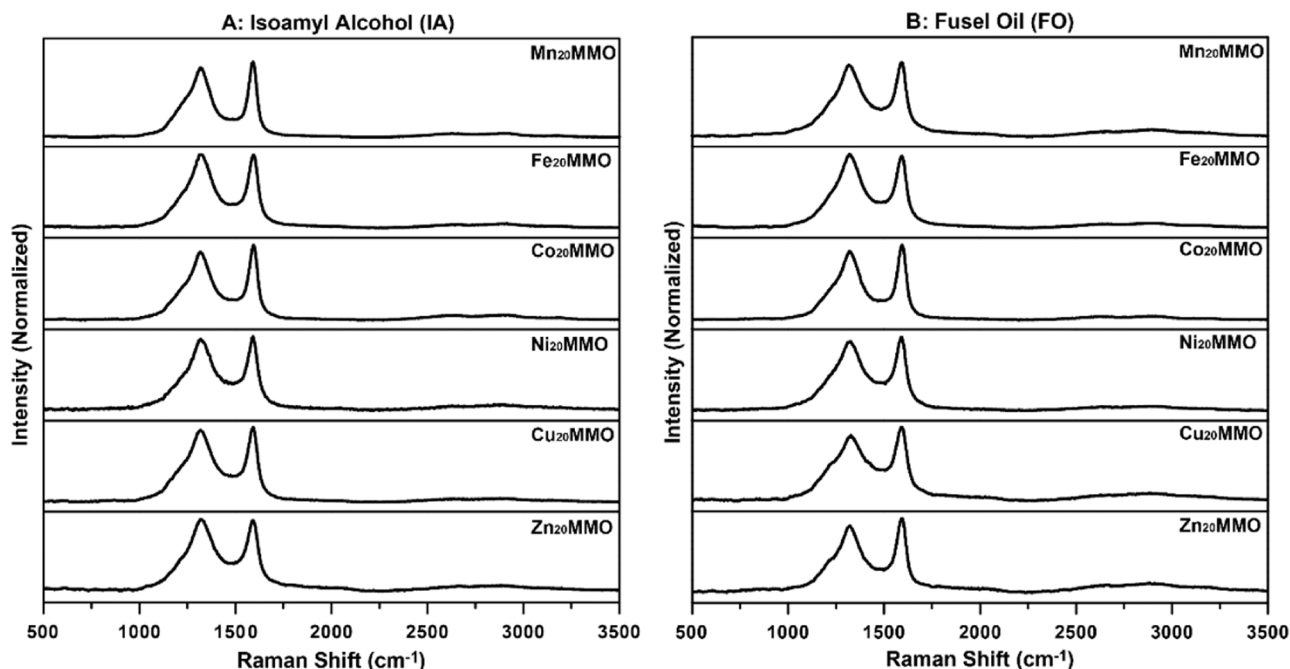 A: Isoamyl Alcohol (IA)
Mn20MMO
Fe20MMO
Co20MMO
Ni20MMO
Cu20MMO
Zn20MMO
Intensity (Normalized)
500 1000 1500 2000 2500 3000 3500
Raman Shift (cm-1)
B: Fusel Oil (FO)
Mn20MMO
Fe20MMO
Co20MMO
Ni20MMO
Cu20MMO
Zn20MMO
Intensity (Normalized)
500 1000 1500 2000 2500 3000 3500
Raman Shift (cm-1)